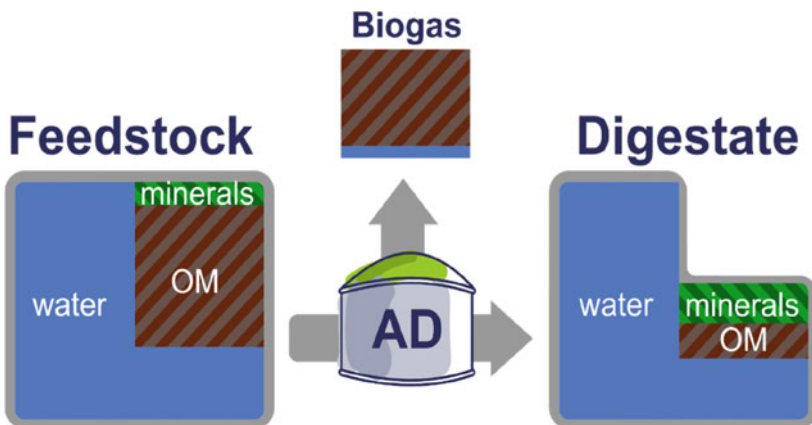 Biogas
Feedstock
Digestate
minerals
OM
water
AD
water
minerals
OM